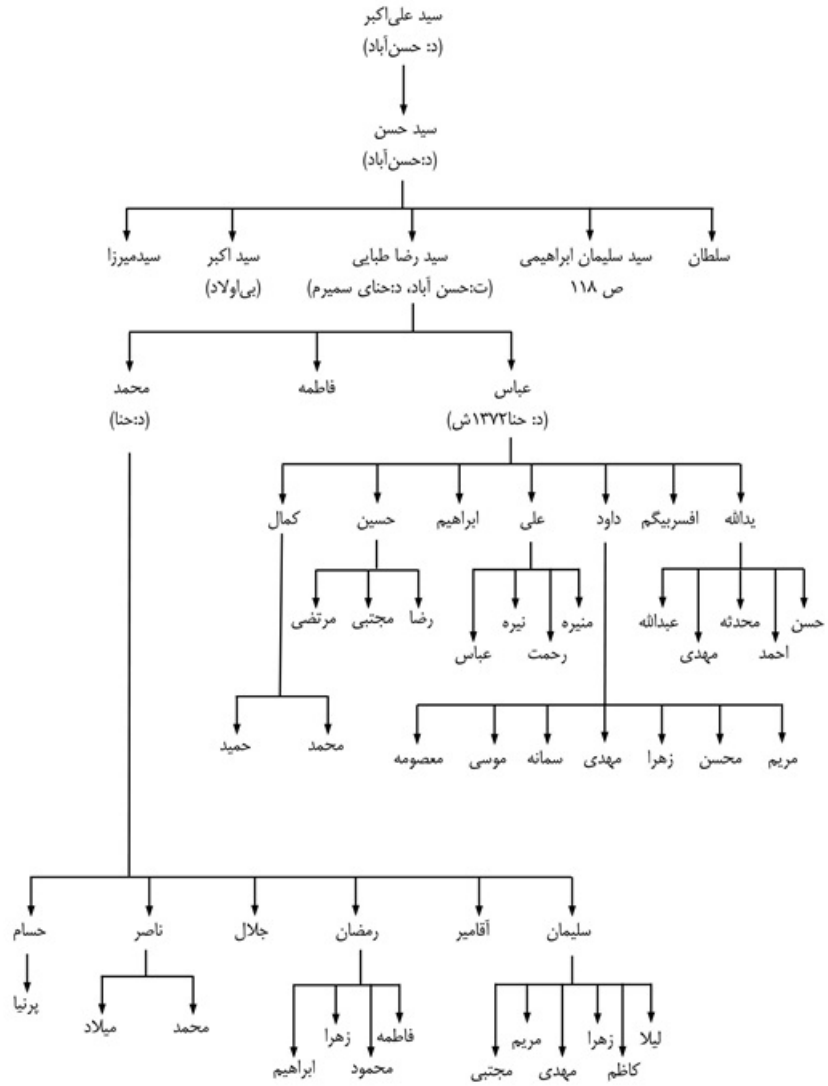 سید علی‌اکبر
(د: حسن‌آباد)
سید حسن
(د:حسن‌آباد)
سلطان
سید سلیمان ابراهیمی
ص ۱۱۸
سید رضا طبایی
(ت:حسن آباد، د:حنای سمیرم)
سید اکبر
(بی‌اولاد)
سیدمیرزا
عباس
(د: حنا۱۳۷۲ش)
فاطمه
محمد
(د:حنا)
یدالله
افسربیگم
داود
علی
ابراهیم
حسین
کمال
حسن
احمد
محدثه
مهدی
عبدالله
منیره
رحمت
نیره
عباس
رضا
مجتبی
مرتضی
محمد
حمید
مریم
محسن
زهرا
مهدی
سمانه
موسی
معصومه
سلیمان
آقامیر
رمضان
جلال
ناصر
حسام
لیلا
کاظم
زهرا
مهدی
مریم
مجتبی
فاطمه
محمود
زهرا
ابراهیم
محمد
میلاد
پرنیا